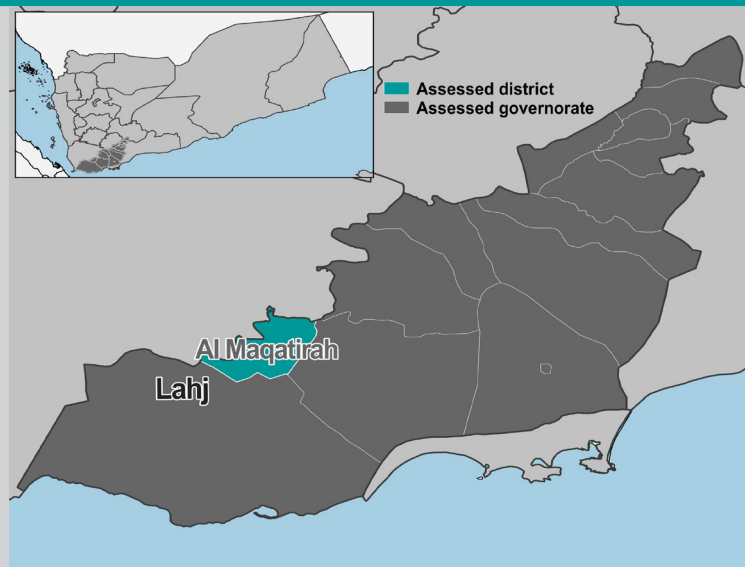 Assessed district
Assessed governorate
Al Maqatirah
Lahj